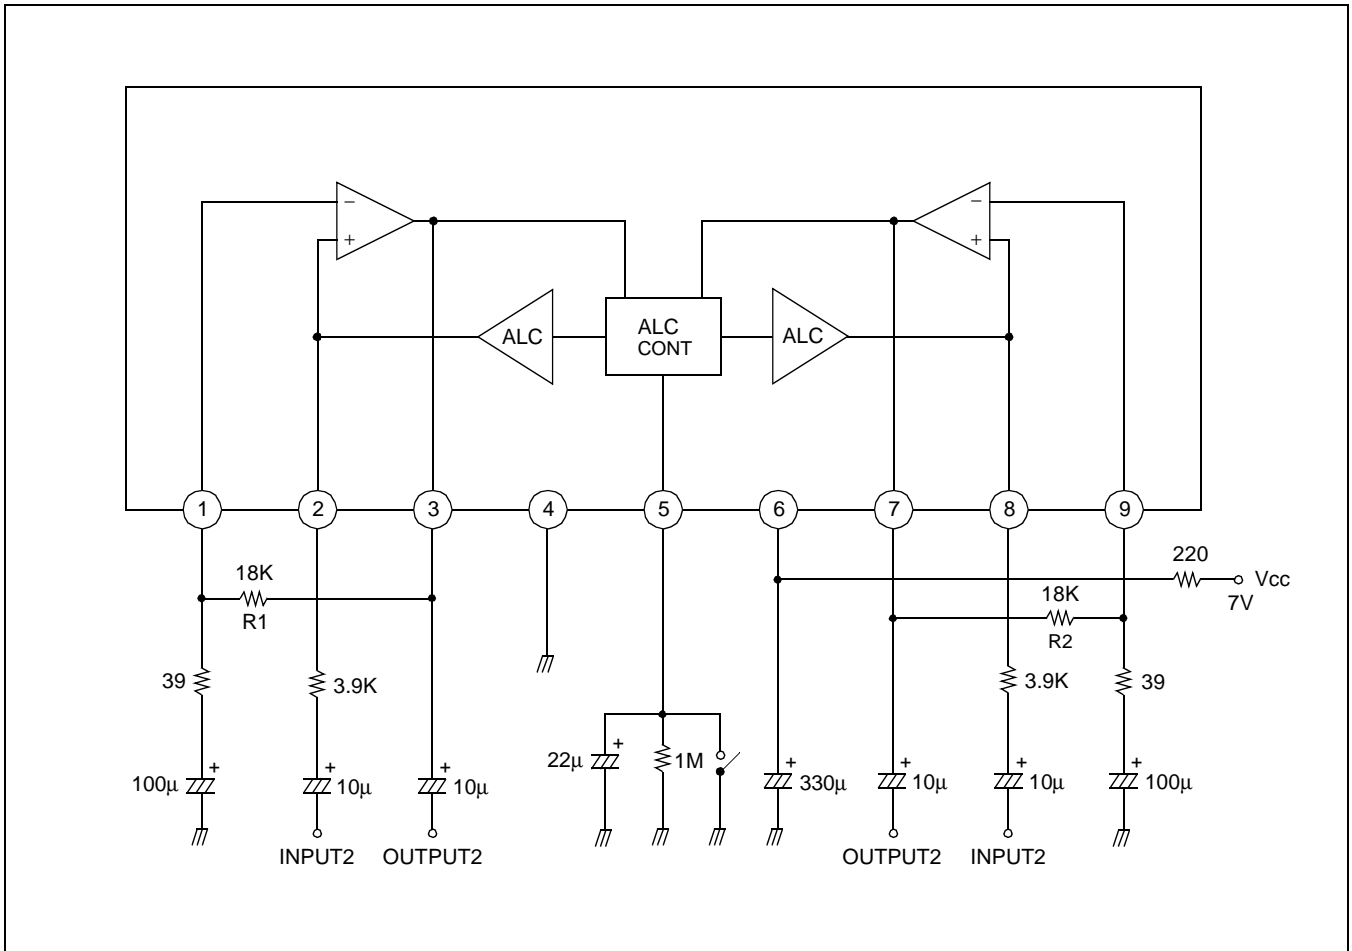 −
+
−
+
ALC
ALC
CONT
ALC
1
2
3
4
5
6
7
8
9
18K
R1
220
Vcc
7V
18K
R2
39
3.9K
3.9K
39
100μ
+
10μ
+
10μ
+
22μ
+
1M
330μ
+
10μ
+
10μ
+
100μ
+
INPUT2
OUTPUT2
OUTPUT2
INPUT2